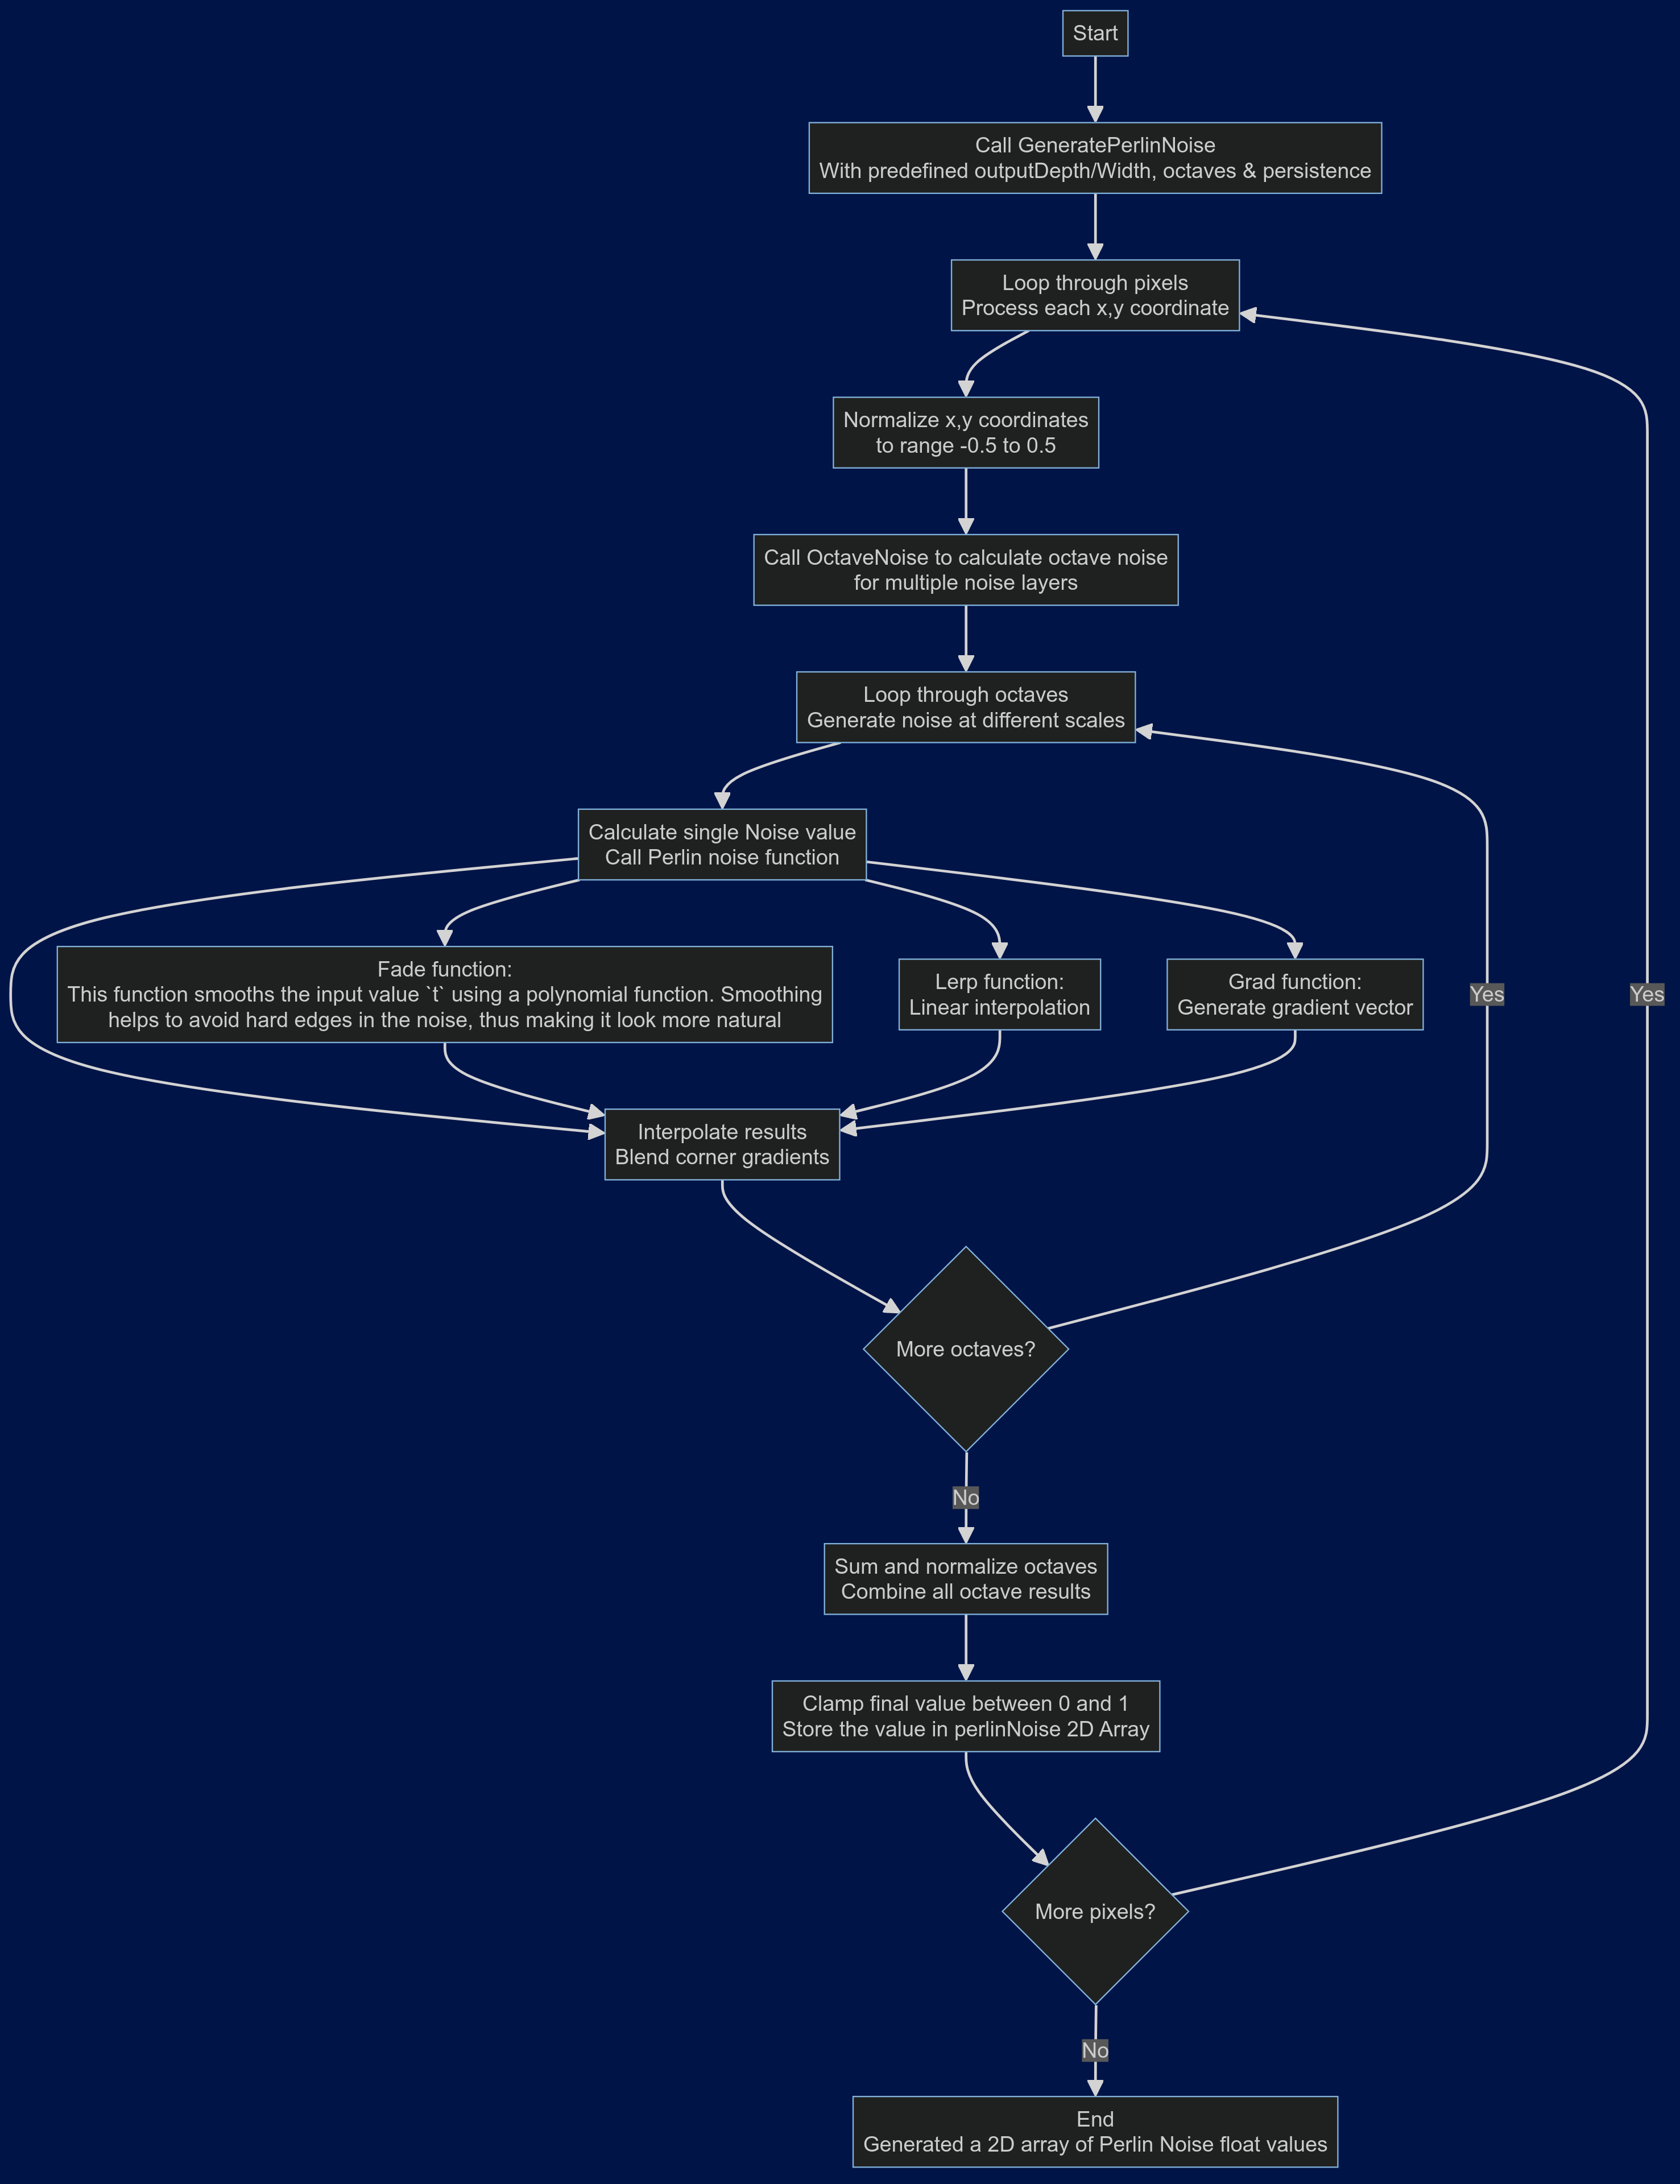 Start
Call GeneratePerlinNoise
With predefined outputDepth/Width, octaves & persistence
Loop through pixels
Process each x,y coordinate
Normalize x,y coordinates
to range -0.5 to 0.5
Call OctaveNoise to calculate octave noise
for multiple noise layers
Loop through octaves
Generate noise at different scales
Calculate single Noise value
Call Perlin noise function
Fade function:
This function smooths the input value `t` using a polynomial function. Smoothing
helps to avoid hard edges in the noise, thus making it look more natural
Lerp function:
Linear interpolation
Grad function:
Generate gradient vector
Yes
Yes
Interpolate results
Blend corner gradients
More octaves?
No
Sum and normalize octaves
Combine all octave results
Clamp final value between 0 and 1
Store the value in perlinNoise 2D Array
More pixels?
No
End
Generated a 2D array of Perlin Noise float values